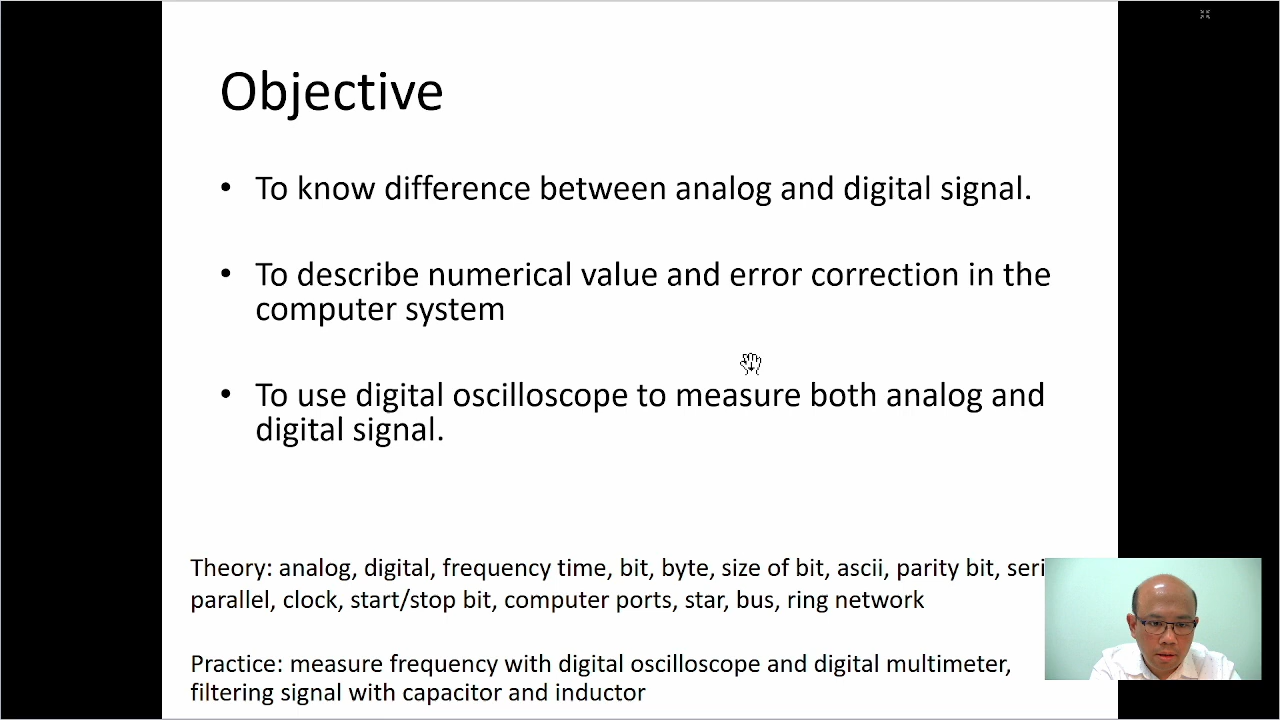 Objective
• To know difference between analog and digital signal.
• To describe numerical value and error correction in the
computer system
• To use digital oscilloscope to measure both analog and
digital signal.
Theory: analog, digital, frequency time, bit, byte, size of bit, ascii, parity bit,
parallel, clock, start/stop bit, computer ports, star, bus, ring network
Practice: measure frequency with digital oscilloscope and digital multimeter,
filtering signal with capacitor and inductor